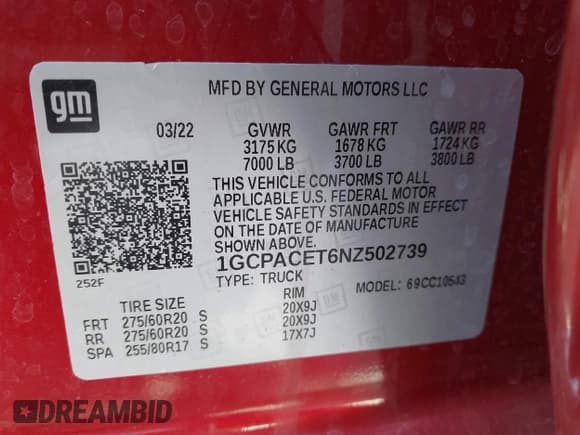 gm
MFD BY GENERAL MOTORS LLC
03/22 GVWR GAWR FRT GAWR RR
3175 KG 1678 KG 1724 KG
7000 LB 3700 LB 3800 LB
THIS VEHICLE CONFORMS TO ALL
APPLICABLE U.S. FEDERAL MOTOR
VEHICLE SAFETY STANDARDS IN EFFECT
ON THE DATE OF MANUFACTURE
SHOWN ABOVE.
1GCPACET6NZ502739
252F
TYPE: TRUCK MODEL: 69CC10543
TIRE SIZE RIM
FRT 275/60R20 S 20X9J
RR 275/60R20 S 20X9J
SPA 255/80R17 S 17X7J
DREAMBID